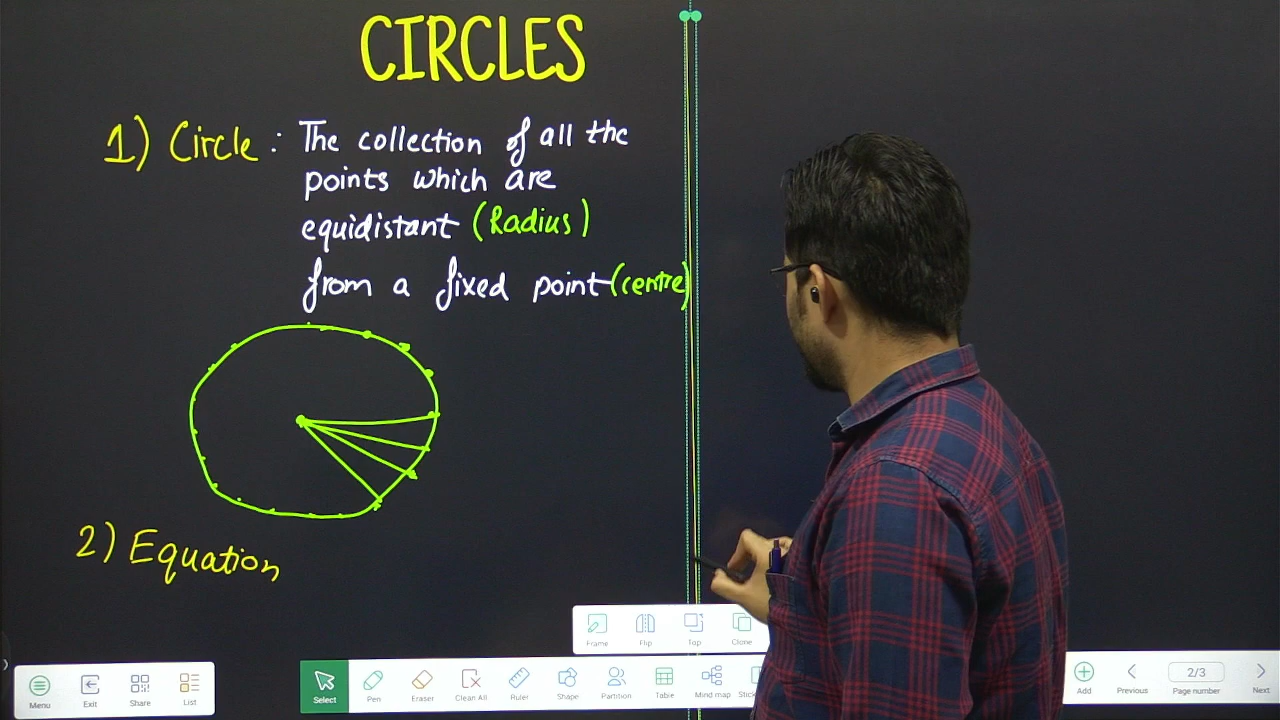 CIRCLES
1) Circle : The collection of all the
points which are
equidistant (Radius)
from a fixed point (centre)
2) Equation
Frame Flip Top Clone
Menu Exit Share List Select Pen Eraser Clean All Ruler Shape Partition Table Mind map Add Previous 2/3 Page number Next